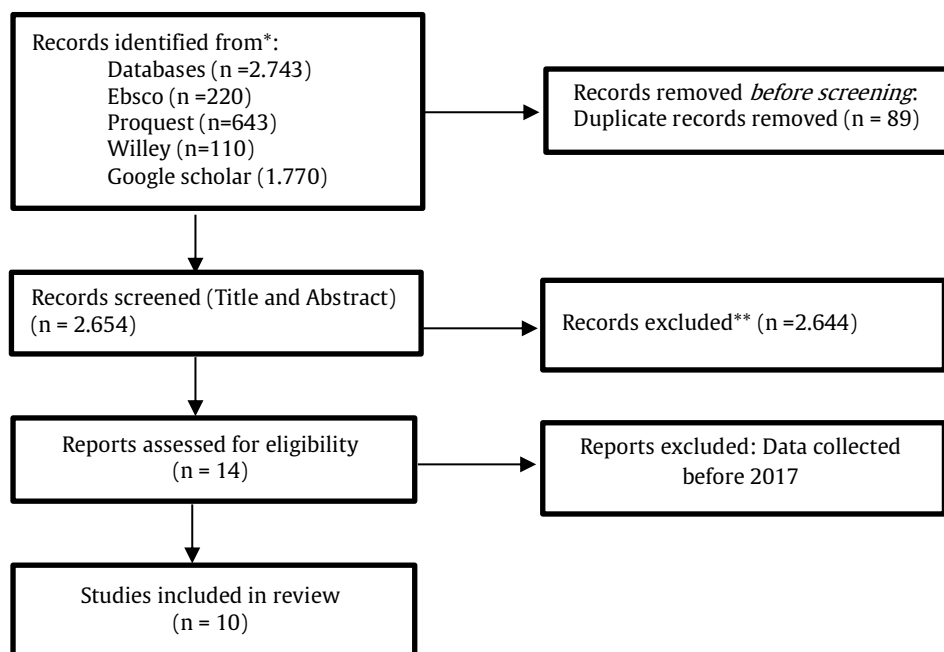 Records identified from*:
Databases (n =2.743)
Ebsco (n =220)
Proquest (n=643)
Willey (n=110)
Google scholar (1.770)
Records removed before screening:
Duplicate records removed (n = 89)
Records screened (Title and Abstract)
(n = 2.654)
Records excluded** (n =2.644)
Reports assessed for eligibility
(n = 14)
Reports excluded: Data collected
before 2017
Studies included in review
(n = 10)